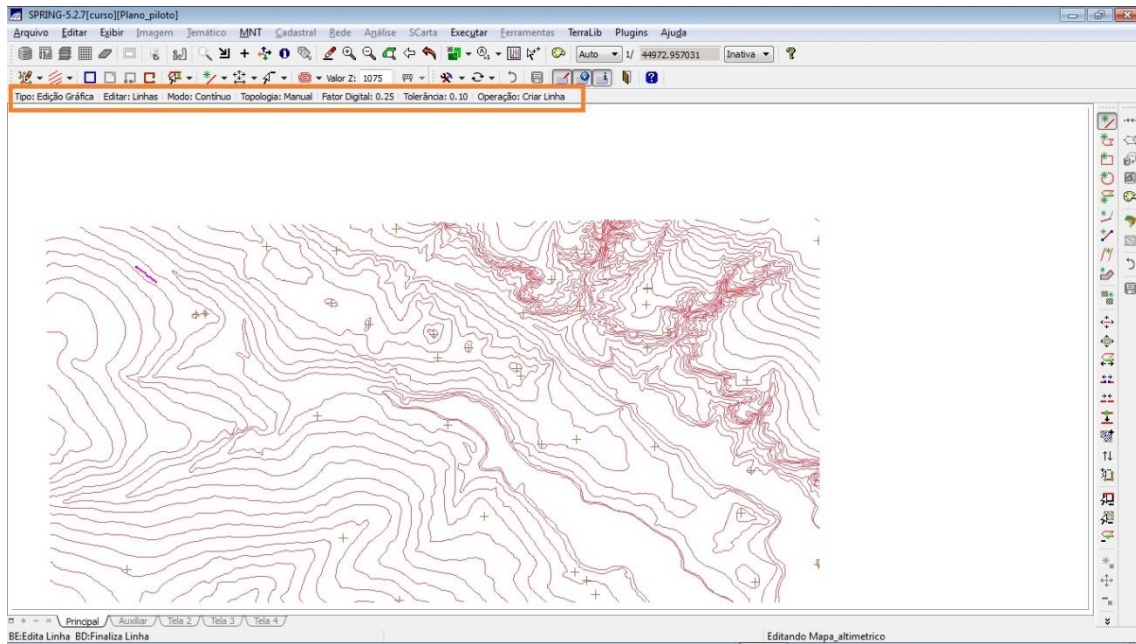 SPRING-5.2.7[curso][Plano_piloto]
Arquivo Editar Exibir Imagem Temático MNT Cadastral Rede Análise SCarta Executar Ferramentas TerraLib Plugins Ajuda
Auto 1/ 44972.957031 Inativa
Valor Z: 1075
Tipo: Edição Gráfica Editar: Linhas Modo: Contínuo Topologia: Manual Fator Digital: 0.25 Tolerância: 0.10 Operação: Criar Linha
Principal Auxiliar Tela 2 Tela 3 Tela 4
BE:Edita Linha BD:Finaliza Linha Editando Mapa_altimetrico